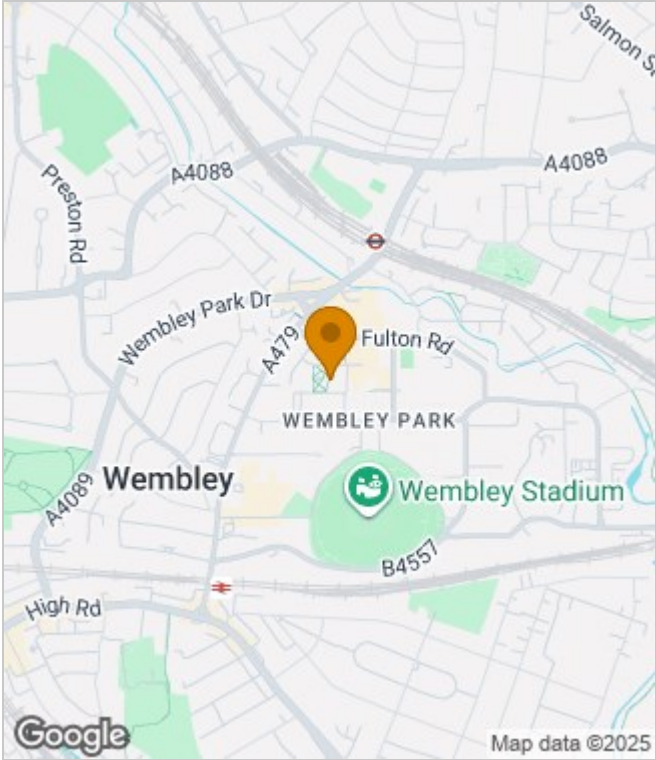 Salmon S
A4088
A4088
Preston Rd
Wembley Park Dr
A479
Fulton Rd
WEMBLEY PARK
Wembley
Wembley Stadium
A4089
B4557
High Rd
Google
Map data ©2025